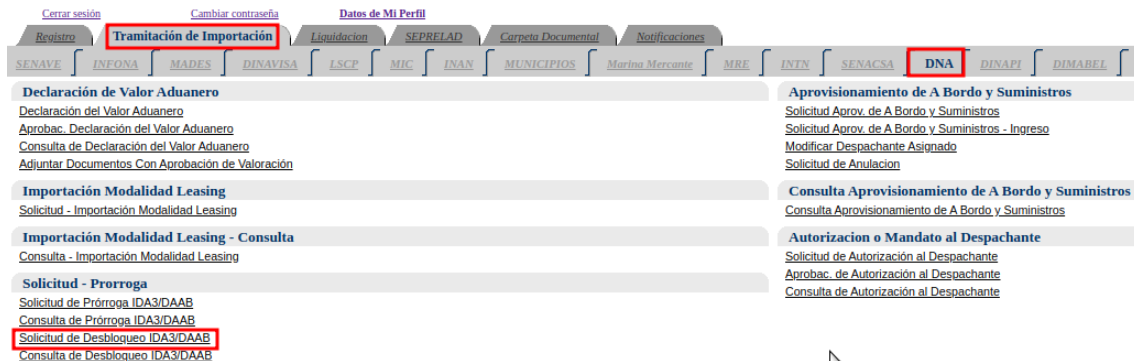 Cerrar sesión Cambiar contraseña Datos de Mi Perfil
Registro Tramitación de Importación Liquidacion SEPRELAD Carpeta Documental Notificaciones
SENAVE INFONA MADES DINAVISA LSCP MIC INAN MUNICIPIOS Marina Mercante MRE INTN SENACSA DNA DINAPI DIMABEL
Declaración de Valor Aduanero
Declaración del Valor Aduanero
Aprobac. Declaración del Valor Aduanero
Consulta de Declaración del Valor Aduanero
Adjuntar Documentos Con Aprobación de Valoración
Importación Modalidad Leasing
Solicitud - Importación Modalidad Leasing
Importación Modalidad Leasing - Consulta
Consulta - Importación Modalidad Leasing
Solicitud - Prorroga
Solicitud de Prórroga IDA3/DAAB
Consulta de Prórroga IDA3/DAAB
Solicitud de Desbloqueo IDA3/DAAB
Consulta de Desbloqueo IDA3/DAAB
Aprovisionamiento de A Bordo y Suministros
Solicitud Aprov. de A Bordo y Suministros
Solicitud Aprov. de A Bordo y Suministros - Ingreso
Modificar Despachante Asignado
Solicitud de Anulacion
Consulta Aprovisionamiento de A Bordo y Suministros
Consulta Aprovisionamiento de A Bordo y Suministros
Autorizacion o Mandato al Despachante
Solicitud de Autorización al Despachante
Aprobac. de Autorización al Despachante
Consulta de Autorización al Despachante